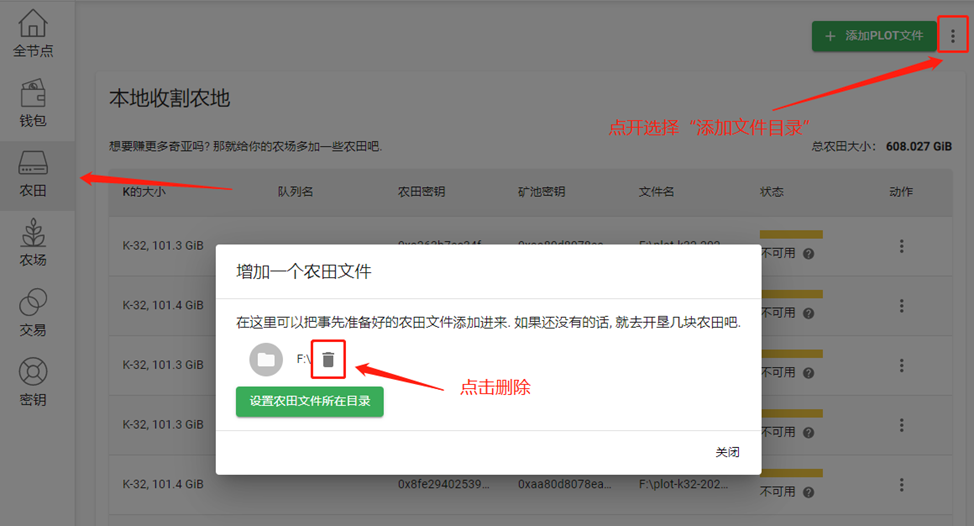 全节点
钱包
农田
农场
交易
密钥
+ 添加PLOT文件
点开选择“添加文件目录”
本地收割农地
想要赚更多奇亚吗? 那就给你的农场多加一些农田吧.
总农田大小: 608.027 GiB
K的大小 队列名 农田密钥 矿池密钥 文件名 状态 动作
K-32, 101.3 GiB
不可用
K-32, 101.4 GiB
不可用
K-32, 101.3 GiB
不可用
K-32, 101.3 GiB
不可用
K-32, 101.4 GiB 0x8fe29402539... 0xaa80d8078ea... F:\plot-k32-202...
不可用
增加一个农田文件
在这里可以把事先准备好的农田文件添加进来. 如果还没有的话, 就去开垦几块农田吧.
F:\
点击删除
设置农田文件所在目录
关闭